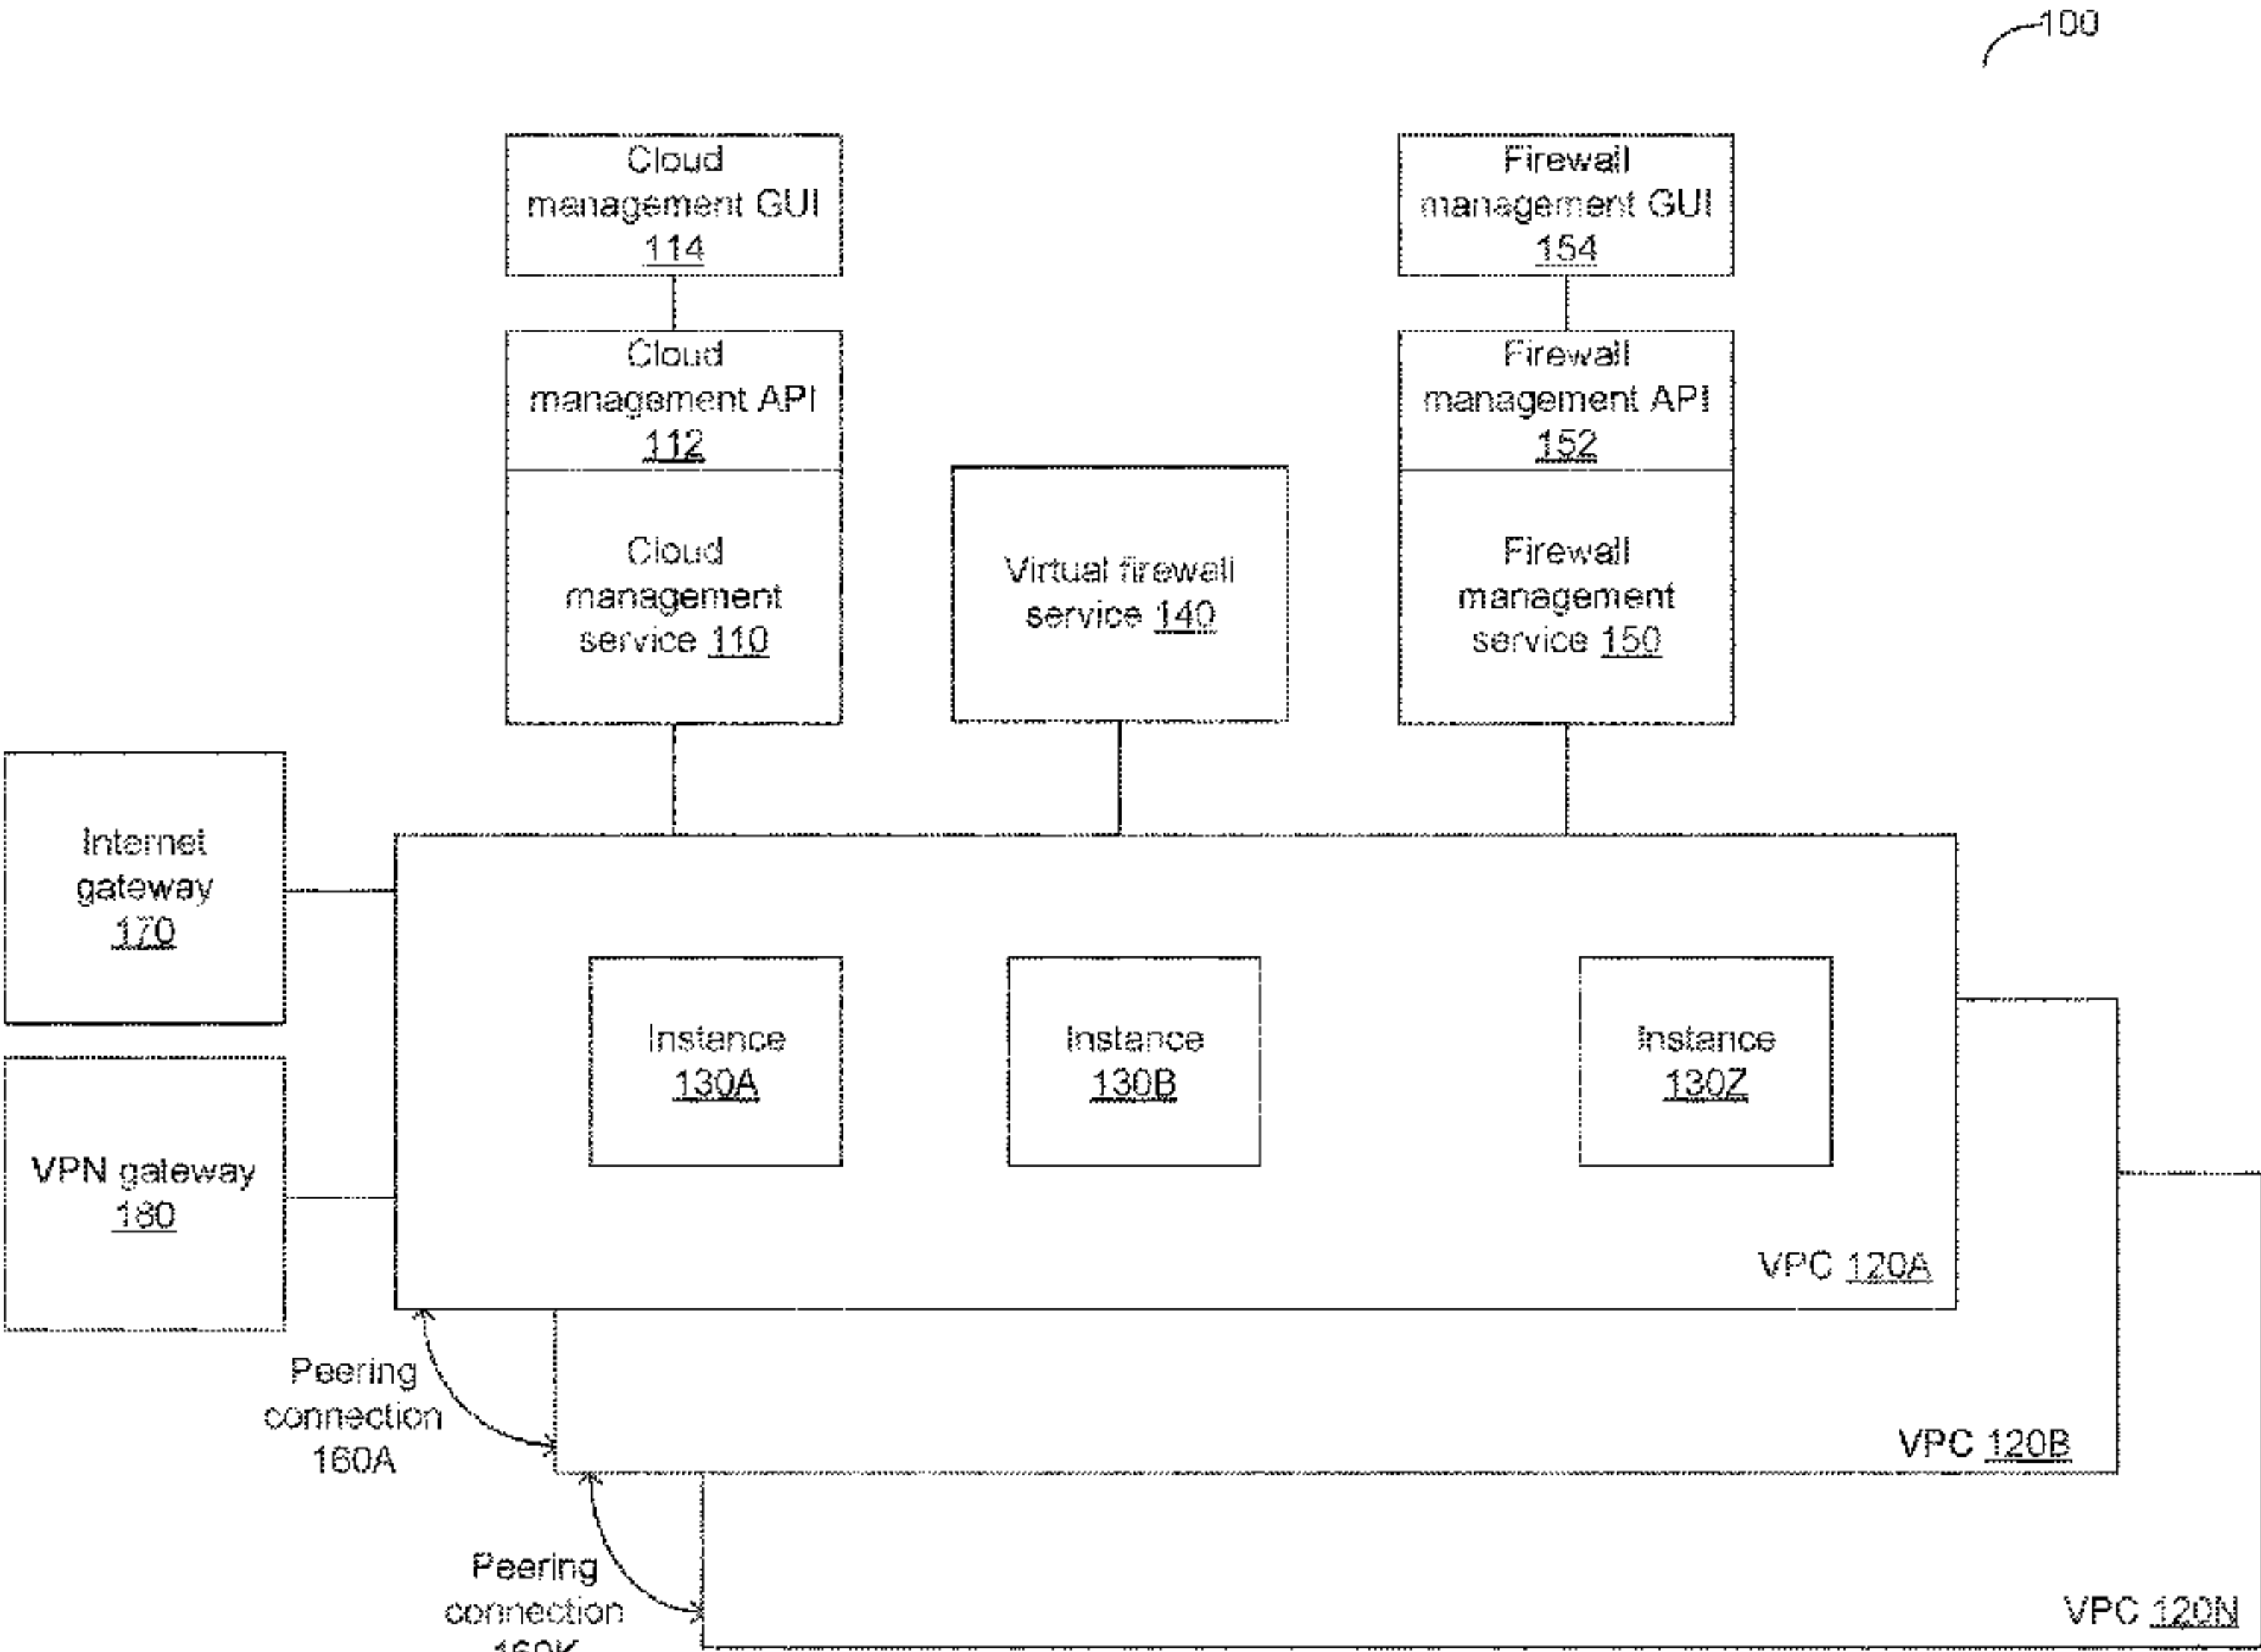 100
Cloud
management GUI
114
Firewall
management GUI
154
Cloud
management API
112
Firewall
management API
152
Cloud
management
service 110
Virtual firewall
service 140
Firewall
management
service 150
Internet
gateway
170
Instance
130A
Instance
130B
Instance
130Z
VPN gateway
180
VPC 120A
Peering
connection
160A
VPC 120B
Peering
connection
160K
VPC 120N